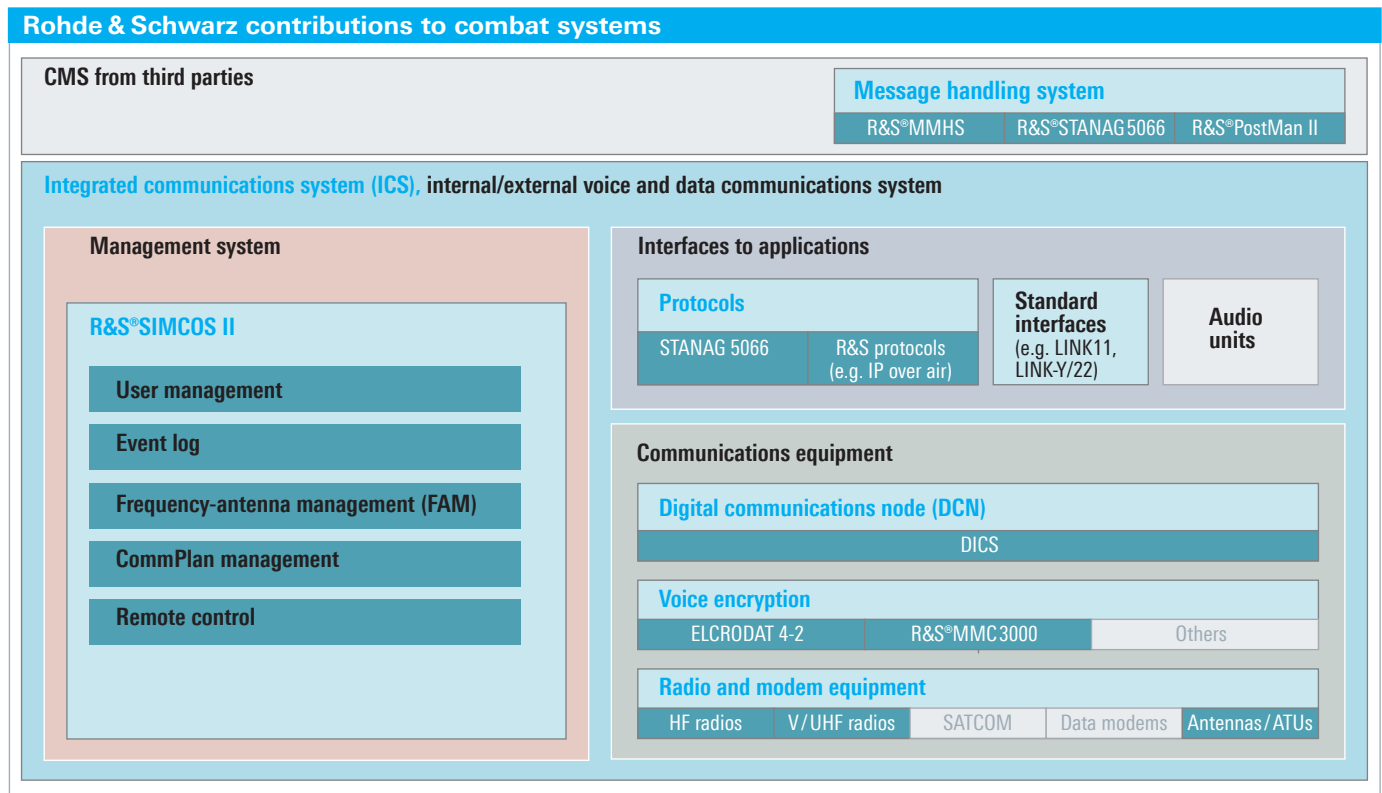 Rohde & Schwarz contributions to combat systems
CMS from third parties
Message handling system
R&S®MMHS
R&S®STANAG 5066
R&S®PostMan II
Integrated communications system (ICS), internal/external voice and data communications system
Management system
R&S®SIMCOS II
User management
Event log
Frequency-antenna management (FAM)
CommPlan management
Remote control
Interfaces to applications
Protocols
STANAG 5066
R&S protocols
(e.g. IP over air)
Standard
interfaces
(e.g. LINK11,
LINK-Y/22)
Audio
units
Communications equipment
Digital communications node (DCN)
DICS
Voice encryption
ELCRODAT 4-2
R&S®MMC3000
Others
Radio and modem equipment
HF radios
V/UHF radios
SATCOM
Data modems
Antennas/ATUs